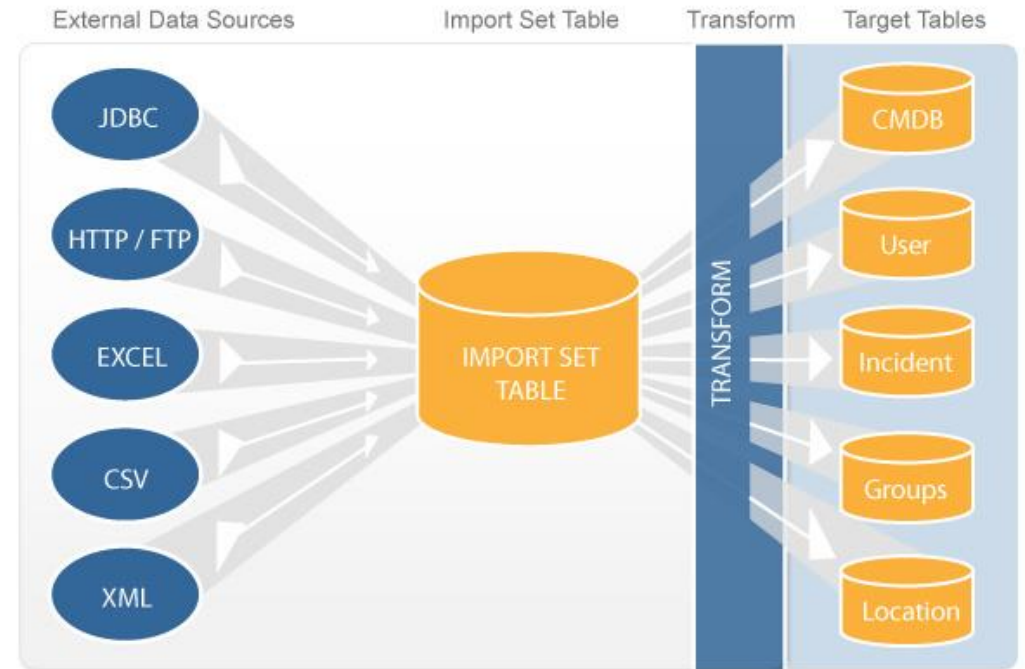 External Data Sources
Import Set Table
Transform
Target Tables
JDBC
HTTP / FTP
EXCEL
CSV
XML
IMPORT SET
TABLE
TRANSFORM
CMDB
User
Incident
Groups
Location